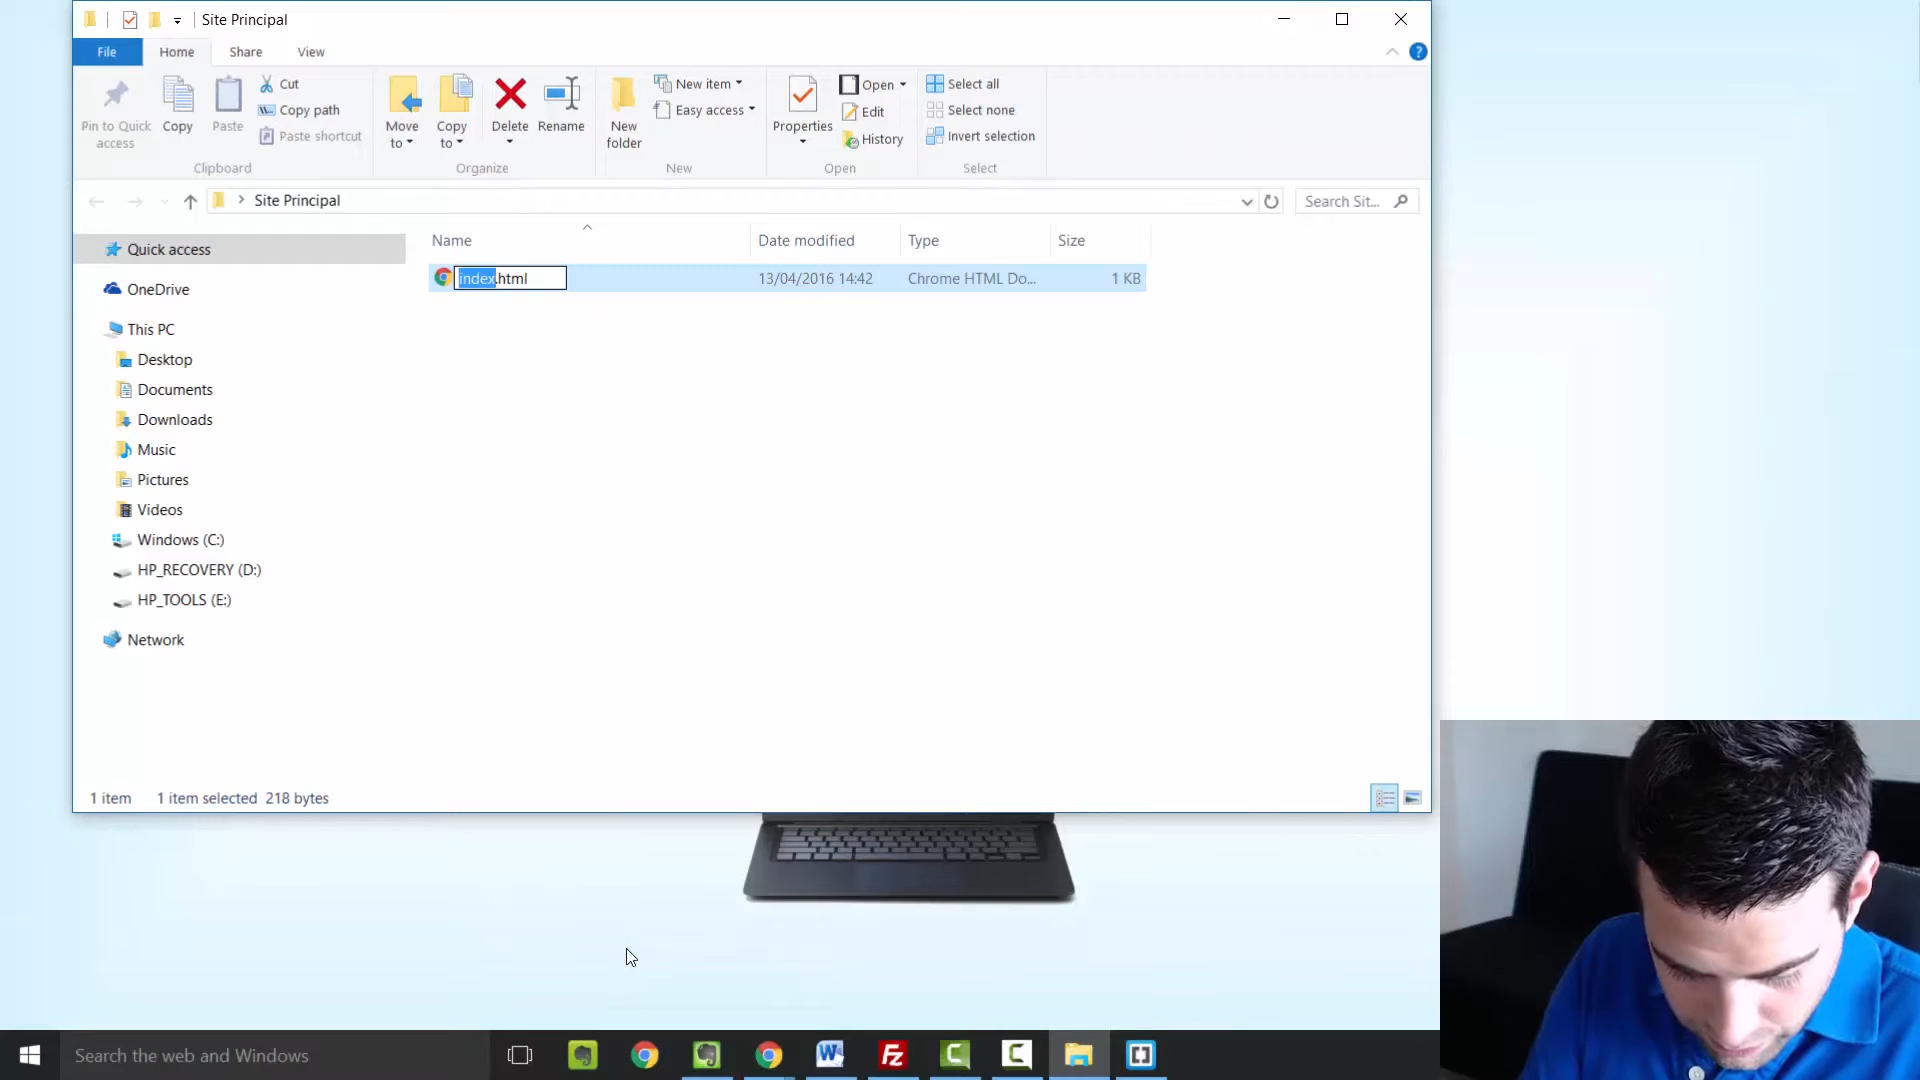 Site Principal
File Home Share View
Pin to Quick access
Copy
Paste
Cut
Copy path
Paste shortcut
Clipboard
Move to
Copy to
Delete
Rename
Organize
New folder
New item
Easy access
New
Properties
Open
Edit
History
Open
Select all
Select none
Invert selection
Select
Site Principal
Search Sit...
Name Date modified Type Size
index.html 13/04/2016 14:42 Chrome HTML Do... 1 KB
Quick access
OneDrive
This PC
Desktop
Documents
Downloads
Music
Pictures
Videos
Windows (C:)
HP_RECOVERY (D:)
HP_TOOLS (E:)
Network
1 item 1 item selected 218 bytes
Search the web and Windows